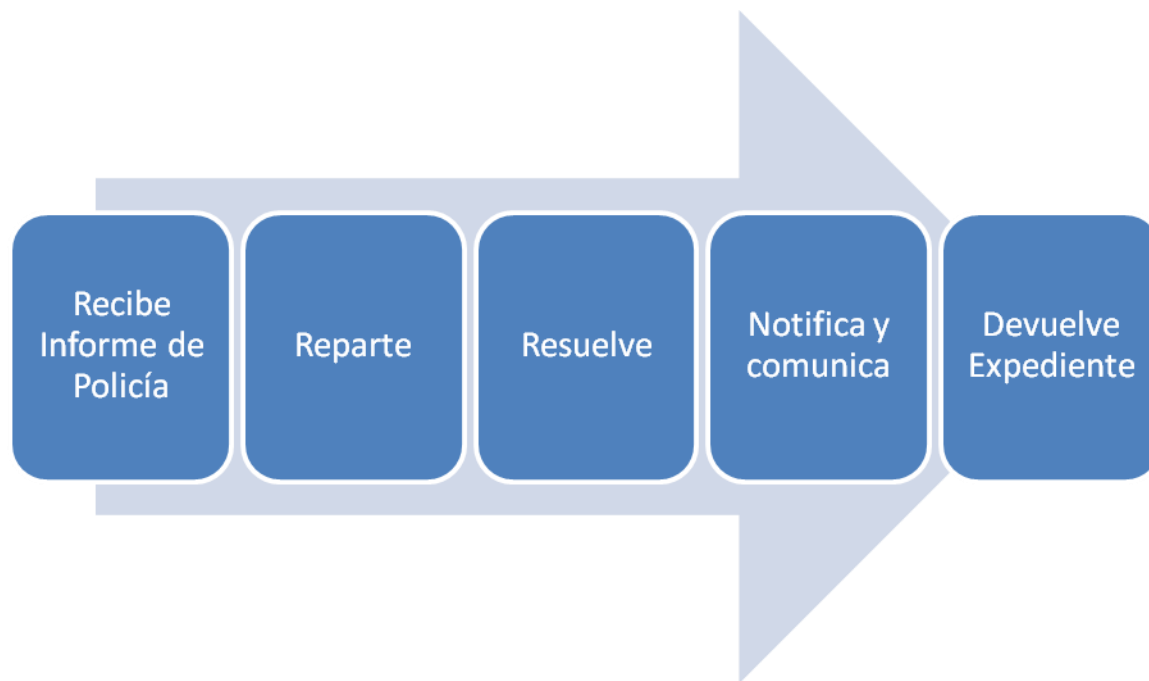 Recibe
Informe de
Policía
Reparte
Resuelve
Notifica y
comunica
Devuelve
Expediente